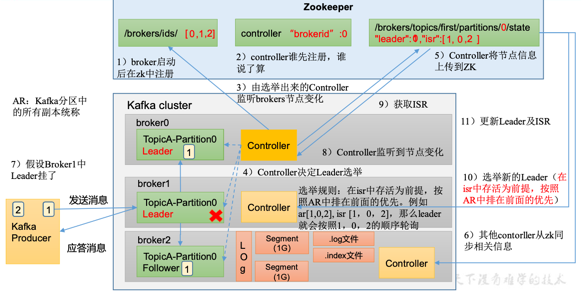 Zookeeper
/brokers/ids/ [0,1,2]
controller “brokerid” :0
/brokers/topics/first/partitions/0/state
"leader":0,"isr":[1, 0, 2 ]
1）broker启动
后在zk中注册
2）controller谁先注册，谁
说了算
5）Controller将节点信息
上传到ZK
3）由选举出来的Controller
监听brokers节点变化
AR：Kafka分区中
的所有副本统称
Kafka cluster
9）获取ISR
broker0
TopicA-Partition0
Leader
1
Controller
8）Controller监听到节点变化
11）更新Leader及ISR
7）假设Broker1中
Leader挂了
4）Controller决定Leader选举
broker1
TopicA-Partition0
Leader
Controller
选举规则：在isr中存活为前提，按
照AR中排在前面的优先。例如
ar[1,0,2], isr [1，0，2]，那么leader
就会按照1，0，2的顺序轮询
10）选举新的Leader（在
isr中存活为前提，按照
AR中排在前面的优先）
发送消息
2
1
Kafka
Producer
应答消息
broker2
TopicA-Partition0
Follower
1
LOg
Segment
(1G)
Segment
(1G)
.log文件
.index文件
Controller
6）其他contorller从zk同
步相关信息